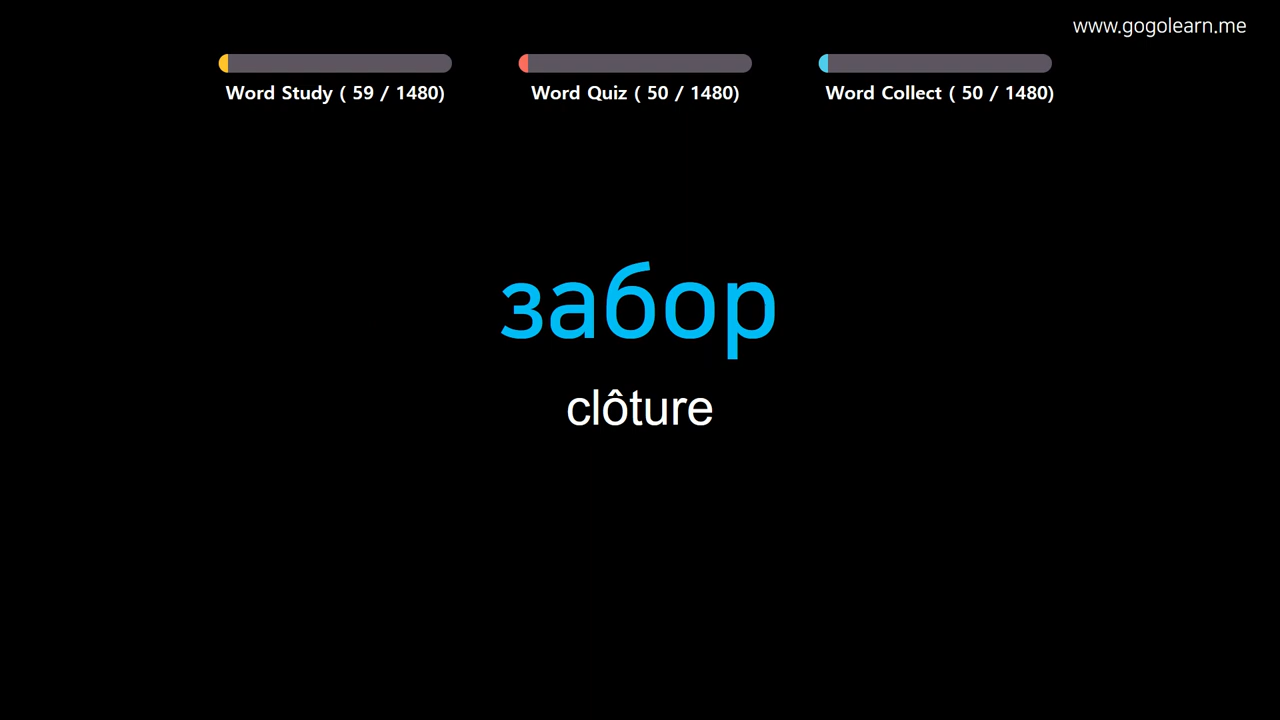 www.gogolearn.me
Word Study ( 59 / 1480)
Word Quiz ( 50 / 1480)
Word Collect ( 50 / 1480)
забор
clôture